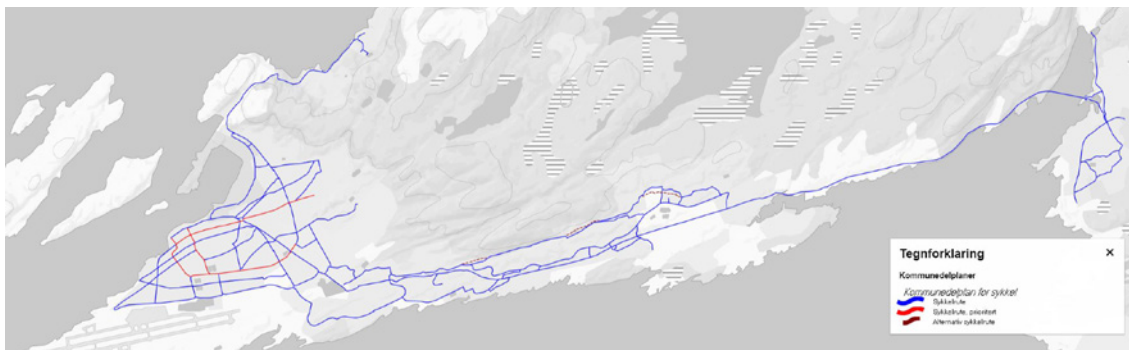 Tegnforklaring ×
Kommunedelplaner
Kommunedelplan for sykkel
Sykkelrute
Sykkelrute, prioritert
Alternativ sykkelrute